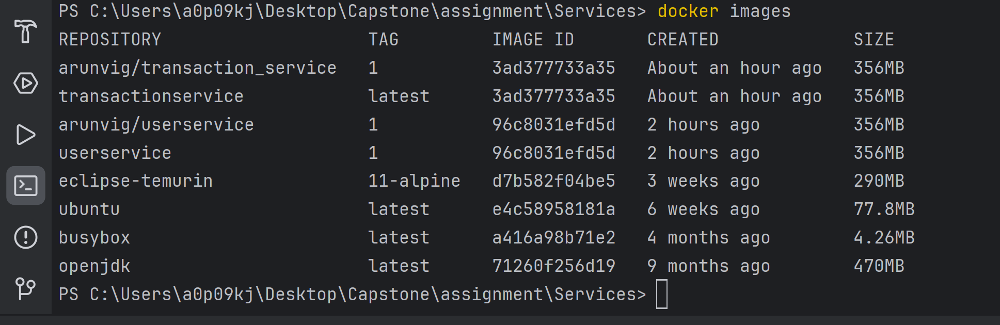 PS C:\Users\a0p09kj\Desktop\Capstone\assignment\Services> docker images
REPOSITORY TAG IMAGE ID CREATED SIZE
arunvig/transaction_service 1 3ad377733a35 About an hour ago 356MB
transactionservice latest 3ad377733a35 About an hour ago 356MB
arunvig/userservice 1 96c8031efd5d 2 hours ago 356MB
userservice 1 96c8031efd5d 2 hours ago 356MB
eclipse-temurin 11-alpine d7b582f04be5 3 weeks ago 290MB
ubuntu latest e4c58958181a 6 weeks ago 77.8MB
busybox latest a416a98b71e2 4 months ago 4.26MB
openjdk latest 71260f256d19 9 months ago 470MB
PS C:\Users\a0p09kj\Desktop\Capstone\assignment\Services>